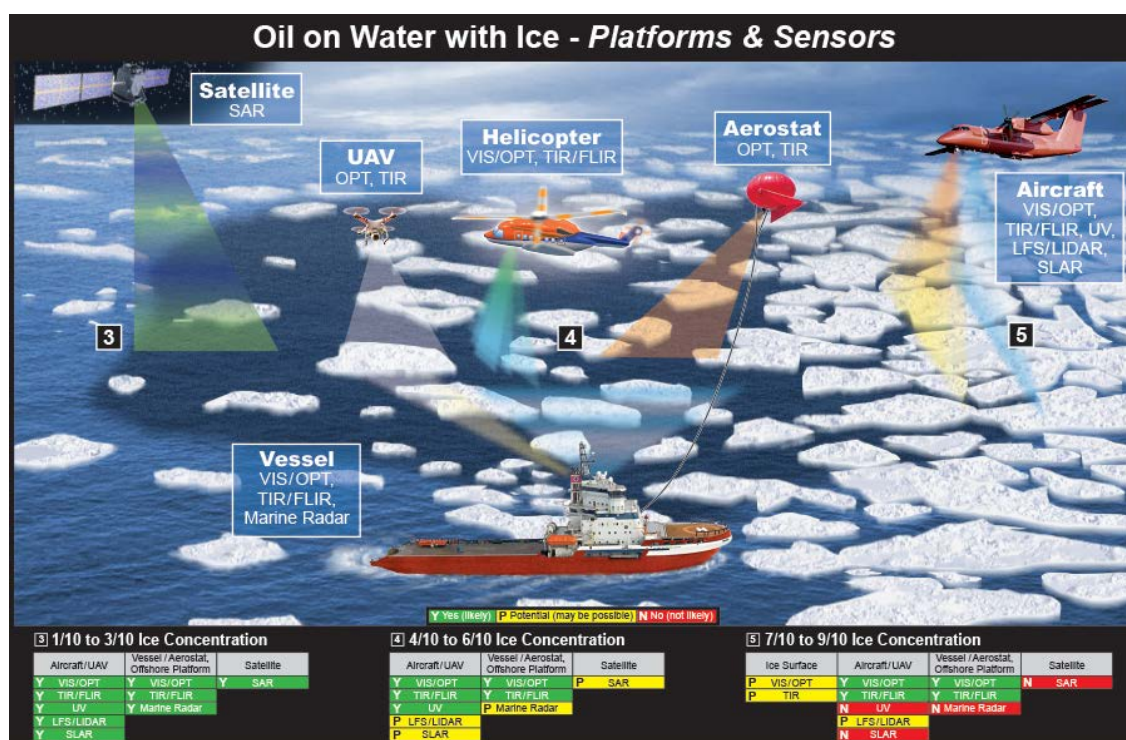 Oil on Water with Ice - Platforms & Sensors
Satellite
SAR
UAV
OPT, TIR
Helicopter
VIS/OPT, TIR/FLIR
Aerostat
OPT, TIR
Aircraft
VIS/OPT,
TIR/FLIR, UV,
LFS/LIDAR,
SLAR
3
4
5
Vessel
VIS/OPT,
TIR/FLIR,
Marine Radar
Y Yes (likely) P Potential (may be possible) N No (not likely)
3 1/10 to 3/10 Ice Concentration
Aircraft/UAV
Vessel/Aerostat,
Offshore Platform
Satellite
Y VIS/OPT Y VIS/OPT Y SAR
Y TIR/FLIR Y TIR/FLIR
Y UV Y Marine Radar
Y LFS/LIDAR
Y SLAR
4 4/10 to 6/10 Ice Concentration
Aircraft/UAV
Vessel/Aerostat,
Offshore Platform
Satellite
Y VIS/OPT Y VIS/OPT P SAR
Y TIR/FLIR Y TIR/FLIR
Y UV P Marine Radar
P LFS/LIDAR
P SLAR
5 7/10 to 9/10 Ice Concentration
Ice Surface
Aircraft/UAV
Vessel/Aerostat,
Offshore Platform
Satellite
P VIS/OPT Y VIS/OPT Y VIS/OPT N SAR
P TIR Y TIR/FLIR Y TIR/FLIR
N UV N Marine Radar
P LFS/LIDAR
N SLAR